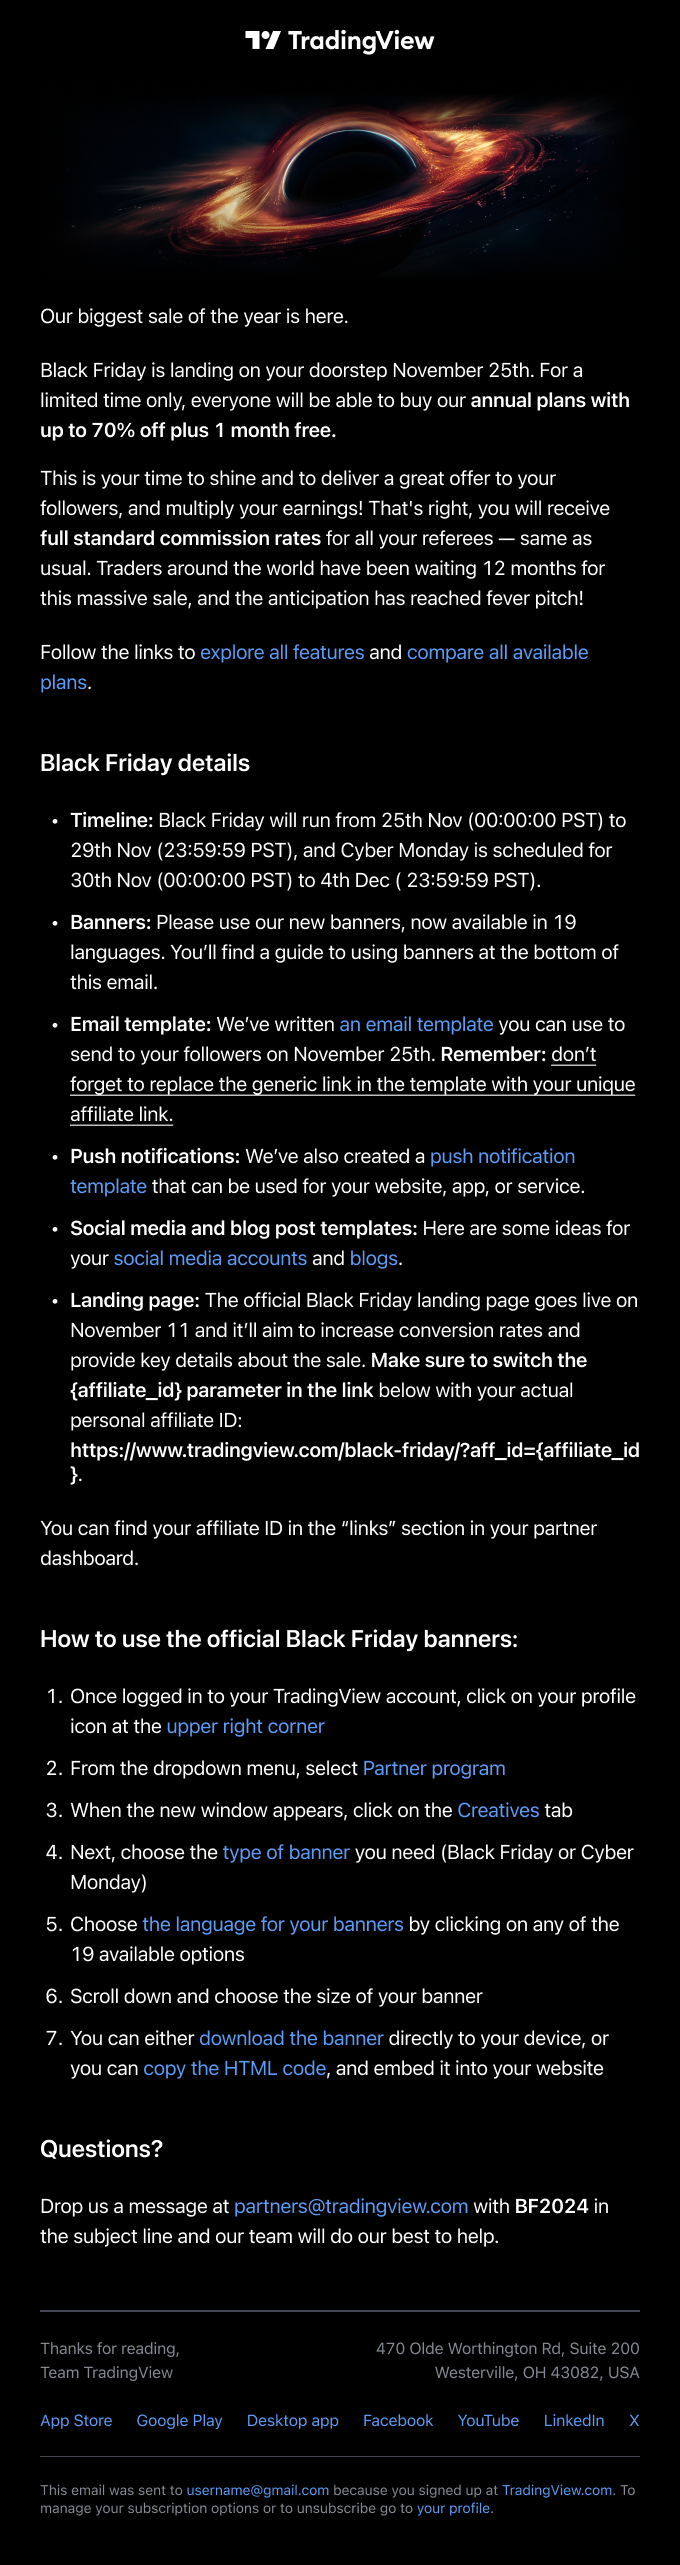 TradingView
Our biggest sale of the year is here.
Black Friday is landing on your doorstep November 25th. For a
limited time only, everyone will be able to buy our annual plans with
up to 70% off plus 1 month free.
This is your time to shine and to deliver a great offer to your
followers, and multiply your earnings! That's right, you will receive
full standard commission rates for all your referees — same as
usual. Traders around the world have been waiting 12 months for
this massive sale, and the anticipation has reached fever pitch!
Follow the links to explore all features and compare all available
plans.
Black Friday details
• Timeline: Black Friday will run from 25th Nov (00:00:00 PST) to
29th Nov (23:59:59 PST), and Cyber Monday is scheduled for
30th Nov (00:00:00 PST) to 4th Dec ( 23:59:59 PST).
• Banners: Please use our new banners, now available in 19
languages. You’ll find a guide to using banners at the bottom of
this email.
• Email template: We’ve written an email template you can use to
send to your followers on November 25th. Remember: don’t
forget to replace the generic link in the template with your unique
affiliate link.
• Push notifications: We’ve also created a push notification
template that can be used for your website, app, or service.
• Social media and blog post templates: Here are some ideas for
your social media accounts and blogs.
• Landing page: The official Black Friday landing page goes live on
November 11 and it’ll aim to increase conversion rates and
provide key details about the sale. Make sure to switch the
{affiliate_id} parameter in the link below with your actual
personal affiliate ID:
https://www.tradingview.com/black-friday/?aff_id={affiliate_id
}.
You can find your affiliate ID in the “links” section in your partner
dashboard.
How to use the official Black Friday banners:
1. Once logged in to your TradingView account, click on your profile
icon at the upper right corner
2. From the dropdown menu, select Partner program
3. When the new window appears, click on the Creatives tab
4. Next, choose the type of banner you need (Black Friday or Cyber
Monday)
5. Choose the language for your banners by clicking on any of the
19 available options
6. Scroll down and choose the size of your banner
7. You can either download the banner directly to your device, or
you can copy the HTML code, and embed it into your website
Questions?
Drop us a message at partners@tradingview.com with BF2024 in
the subject line and our team will do our best to help.
Thanks for reading,
Team TradingView
470 Olde Worthington Rd, Suite 200
Westerville, OH 43082, USA
App Store Google Play Desktop app Facebook YouTube LinkedIn X
This email was sent to username@gmail.com because you signed up at TradingView.com. To
manage your subscription options or to unsubscribe go to your profile.